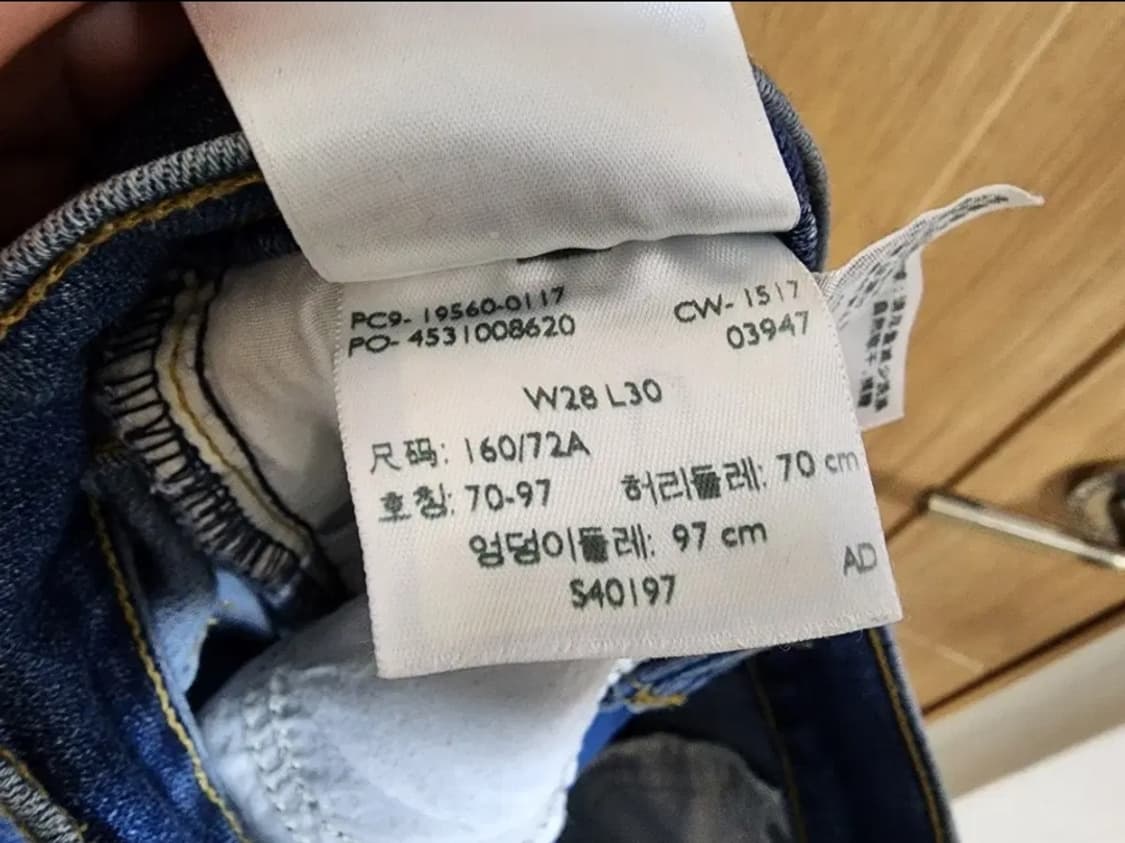 PC9- 19560-0117
CW- 1517
PO- 4531008620
03947
W28 L30
尺码: 160/72A
호칭: 70-97 허리둘레: 70 cm
엉덩이둘레: 97 cm
AD
S40197